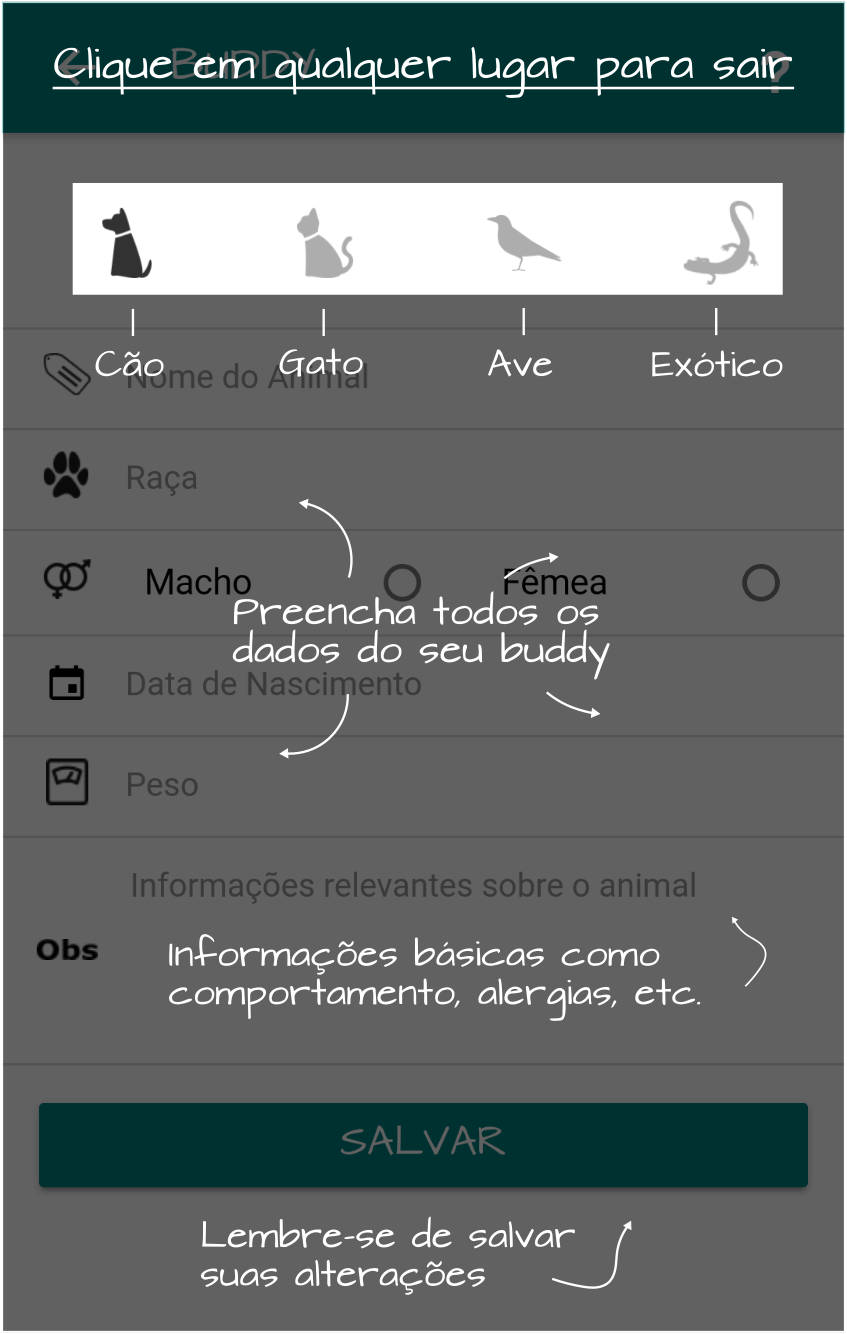 BUDDY ?
Clique em qualquer lugar para sair
Cão Gato Ave Exótico
Nome do Animal
Raça
Macho Fêmea
Preencha todos os
dados do seu buddy
Data de Nascimento
Peso
Informações relevantes sobre o animal
Obs
Informações básicas como
comportamento, alergias, etc.
SALVAR
Lembre-se de salvar
suas alterações